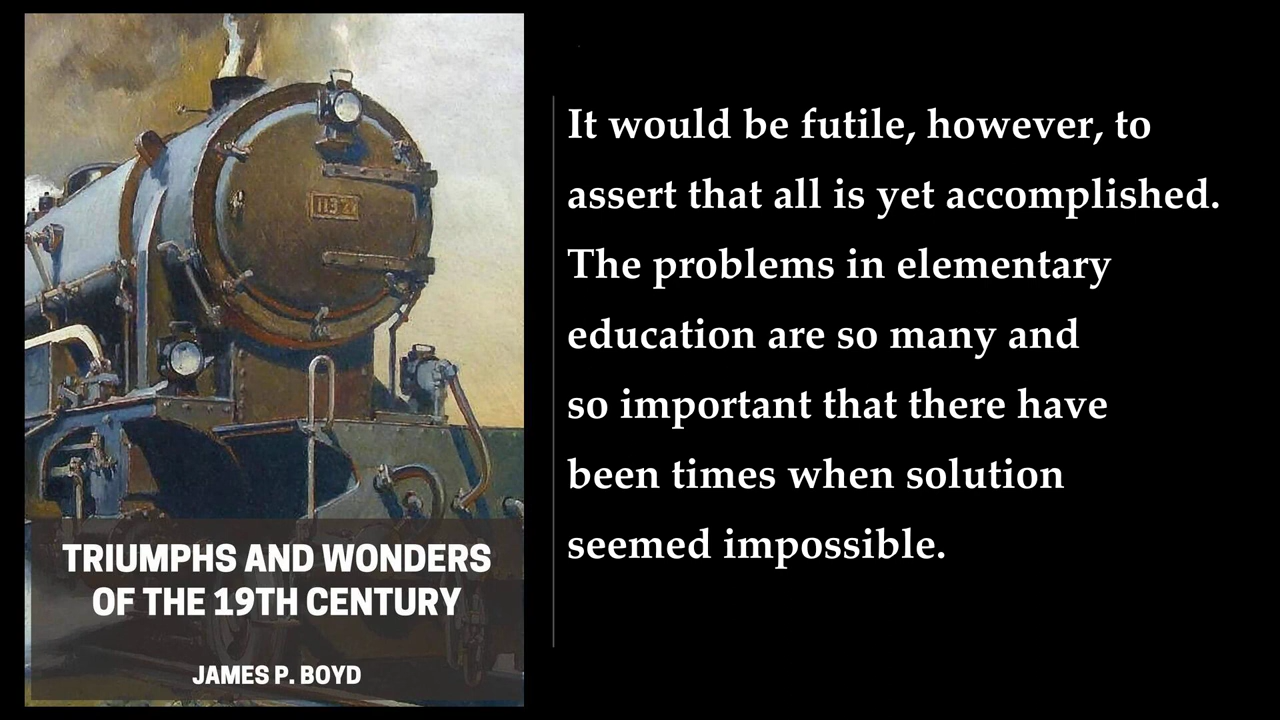 TRIUMPHS AND WONDERS
OF THE 19TH CENTURY
JAMES P. BOYD
It would be futile, however, to
assert that all is yet accomplished.
The problems in elementary
education are so many and
so important that there have
been times when solution
seemed impossible.